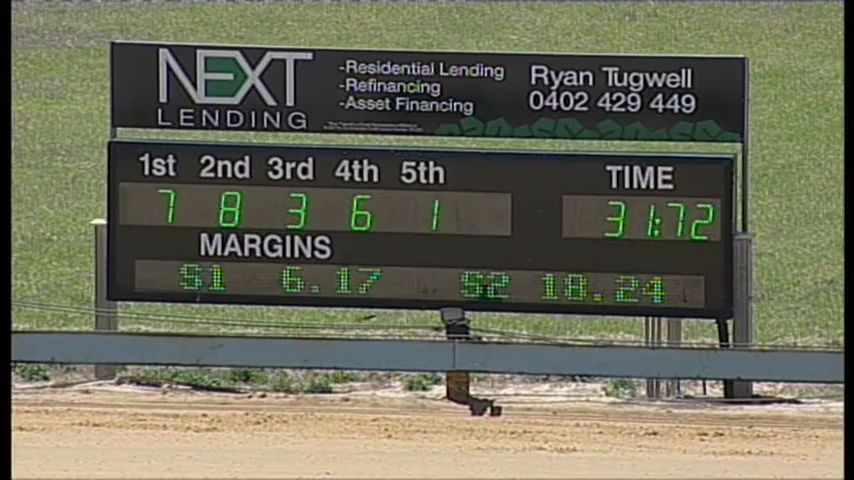 NEXT
LENDING
-Residential Lending
-Refinancing
-Asset Financing
Ryan Tugwell
0402 429 449
1st 2nd 3rd 4th 5th TIME
7 8 3 6 1 31:72
MARGINS
S1 6.17 S2 18.24